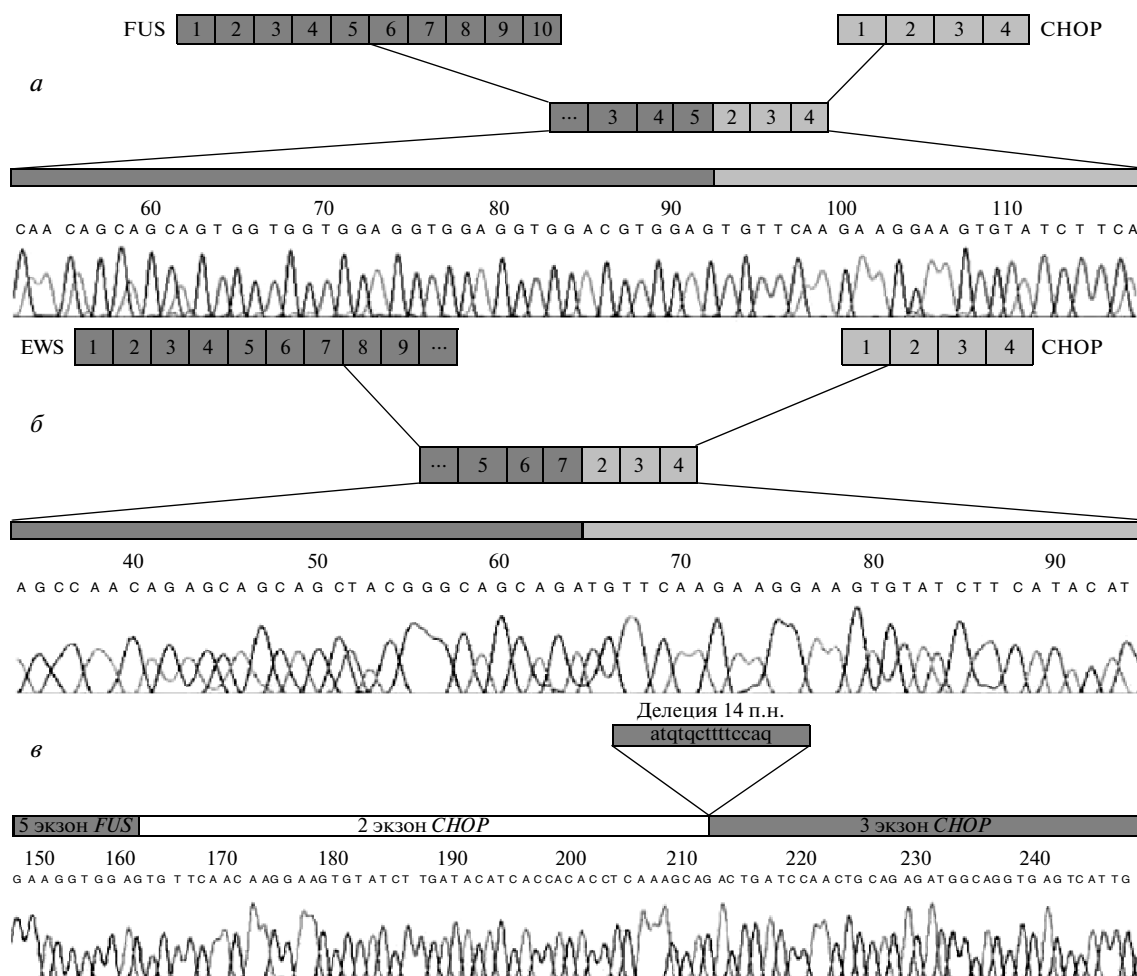 FUS 1 2 3 4 5 6 7 8 9 10 1 2 3 4 CHOP
а
... 3 4 5 2 3 4
60 70 80 90 100 110
CAA CAGCAGCAGTGGTGGTGGAGGTGGAGGTGGACGTGGAGTGTTCAAGAAGGAAGTGTATCTTCA
EWS 1 2 3 4 5 6 7 8 9 ... 1 2 3 4 CHOP
б
... 5 6 7 2 3 4
40 50 60 70 80 90
AGCCAACAGAGCAGCAGCTACGGGCAGCAGATGTTCAAGAAGGAAGTGTATCTTCATACAT
Делеция 14 п.н.
в
atqtqcttttccaq
5 экзон FUS 2 экзон CHOP 3 экзон CHOP
150 160 170 180 190 200 210 220 230 240
GAAGGTGGAGTGTTCAACAAGGAAGTGTATCTTGATACATCACCACACCTCAAAGCAGACTGATCCAACTGCAGAGATGGCAGGTGAGTCATTG